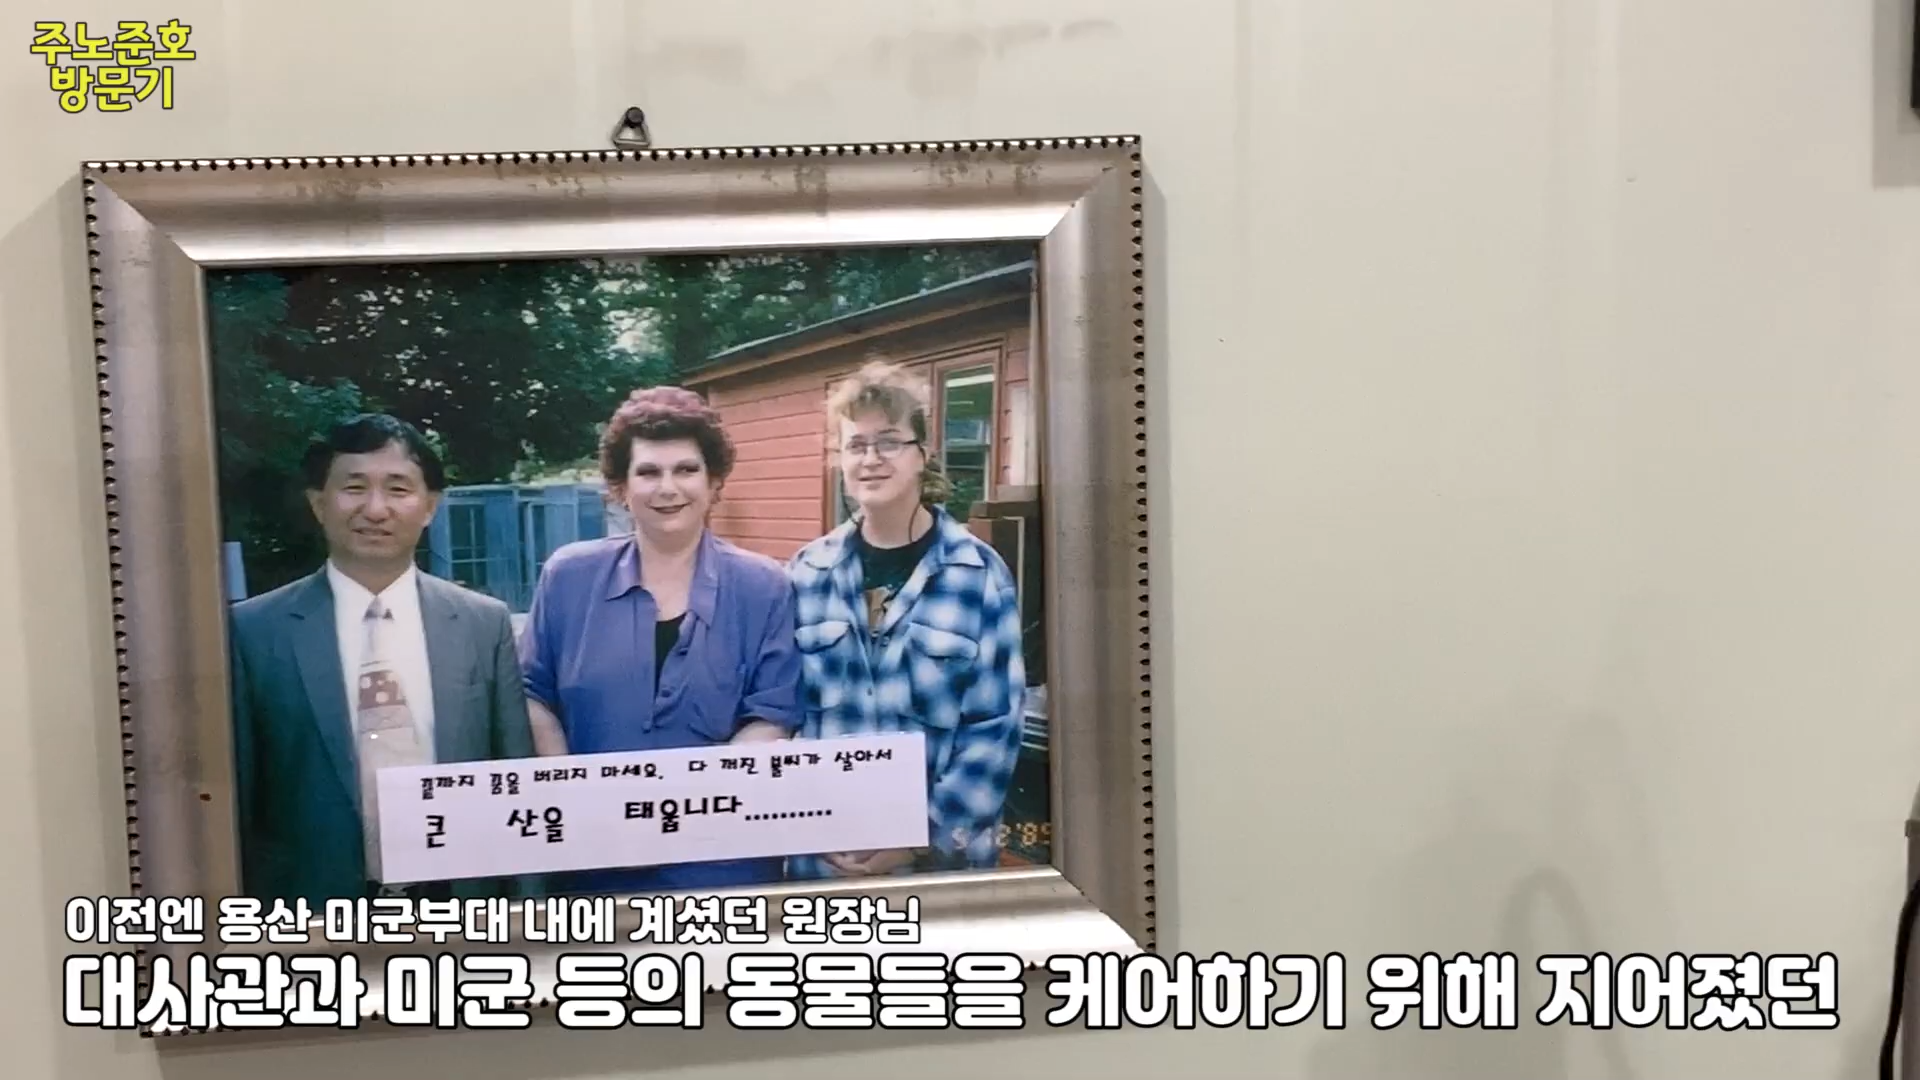 주노준호
방문기
끝까지 꿈을 버리지 마세요. 다 꺼진 불씨가 살아서
큰 산을 태웁니다..........
이전엔 용산 미군부대 내에 계셨던 원장님
대사관과 미군 등의 동물들을 케어하기 위해 지어졌던